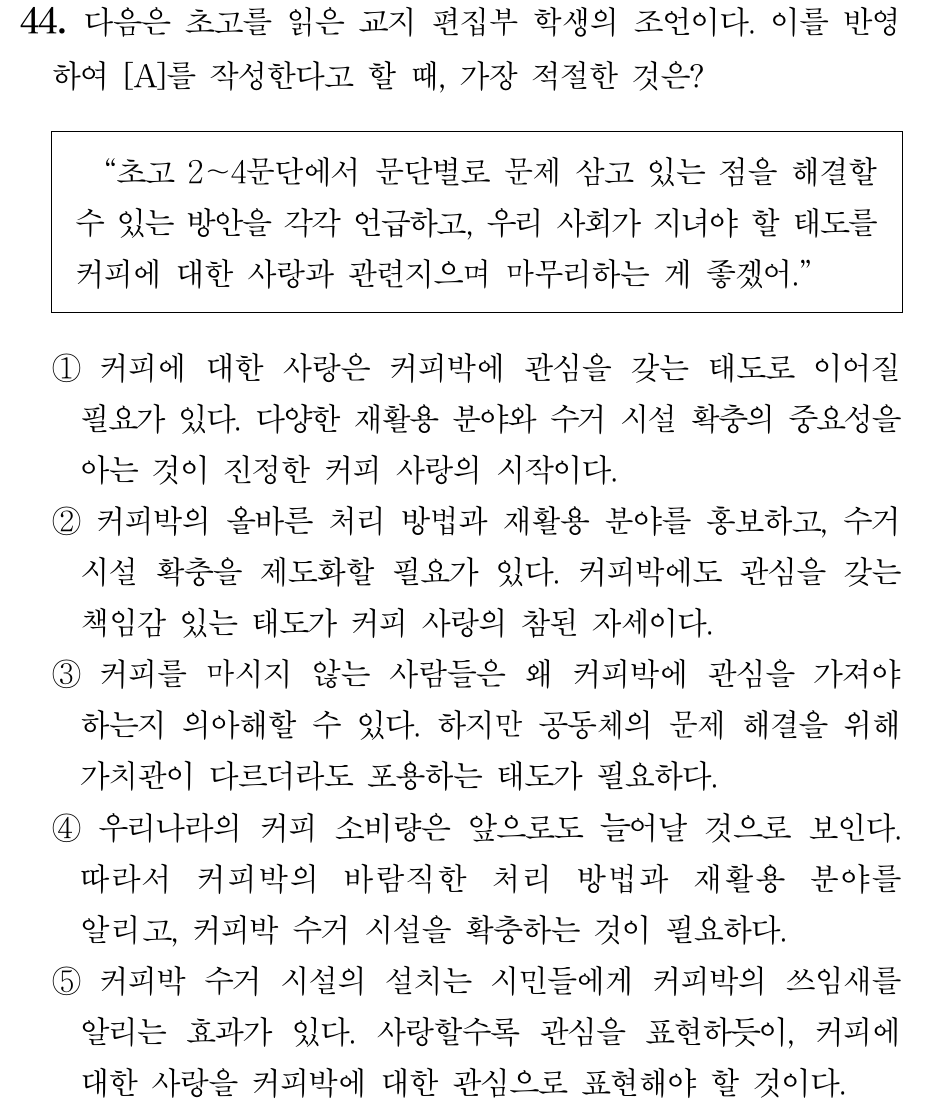 44. 다음은 초고를 읽은 교지 편집부 학생의 조언이다. 이를 반영
하여 [A]를 작성한다고 할 때, 가장 적절한 것은?
“초고 2～4문단에서 문단별로 문제 삼고 있는 점을 해결할
수 있는 방안을 각각 언급하고, 우리 사회가 지녀야 할 태도를
커피에 대한 사랑과 관련지으며 마무리하는 게 좋겠어.”
① 커피에 대한 사랑은 커피박에 관심을 갖는 태도로 이어질
필요가 있다. 다양한 재활용 분야와 수거 시설 확충의 중요성을
아는 것이 진정한 커피 사랑의 시작이다.
② 커피박의 올바른 처리 방법과 재활용 분야를 홍보하고, 수거
시설 확충을 제도화할 필요가 있다. 커피박에도 관심을 갖는
책임감 있는 태도가 커피 사랑의 참된 자세이다.
③ 커피를 마시지 않는 사람들은 왜 커피박에 관심을 가져야
하는지 의아해할 수 있다. 하지만 공동체의 문제 해결을 위해
가치관이 다르더라도 포용하는 태도가 필요하다.
④ 우리나라의 커피 소비량은 앞으로도 늘어날 것으로 보인다.
따라서 커피박의 바람직한 처리 방법과 재활용 분야를
알리고, 커피박 수거 시설을 확충하는 것이 필요하다.
⑤ 커피박 수거 시설의 설치는 시민들에게 커피박의 쓰임새를
알리는 효과가 있다. 사랑할수록 관심을 표현하듯이, 커피에
대한 사랑을 커피박에 대한 관심으로 표현해야 할 것이다.